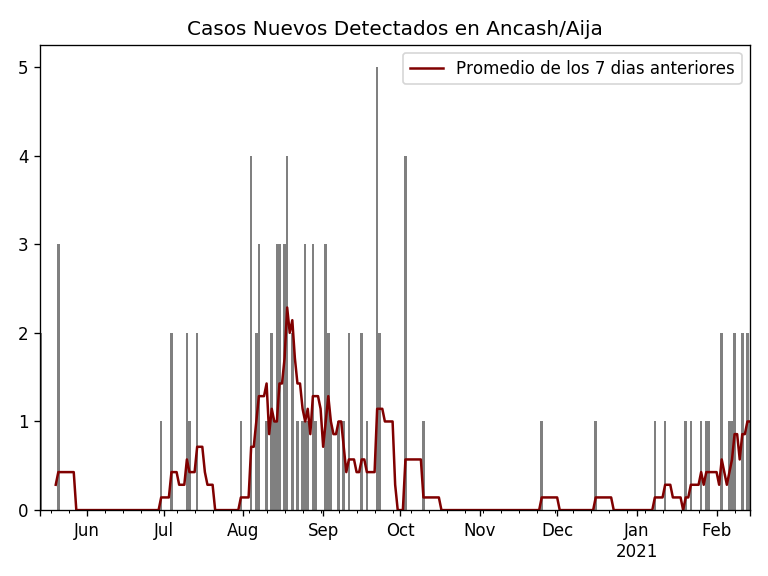 Casos Nuevos Detectados en Ancash/Aija
Promedio de los 7 dias anteriores
5
4
3
2
1
0
Jun Jul Aug Sep Oct Nov Dec Jan Feb
2021